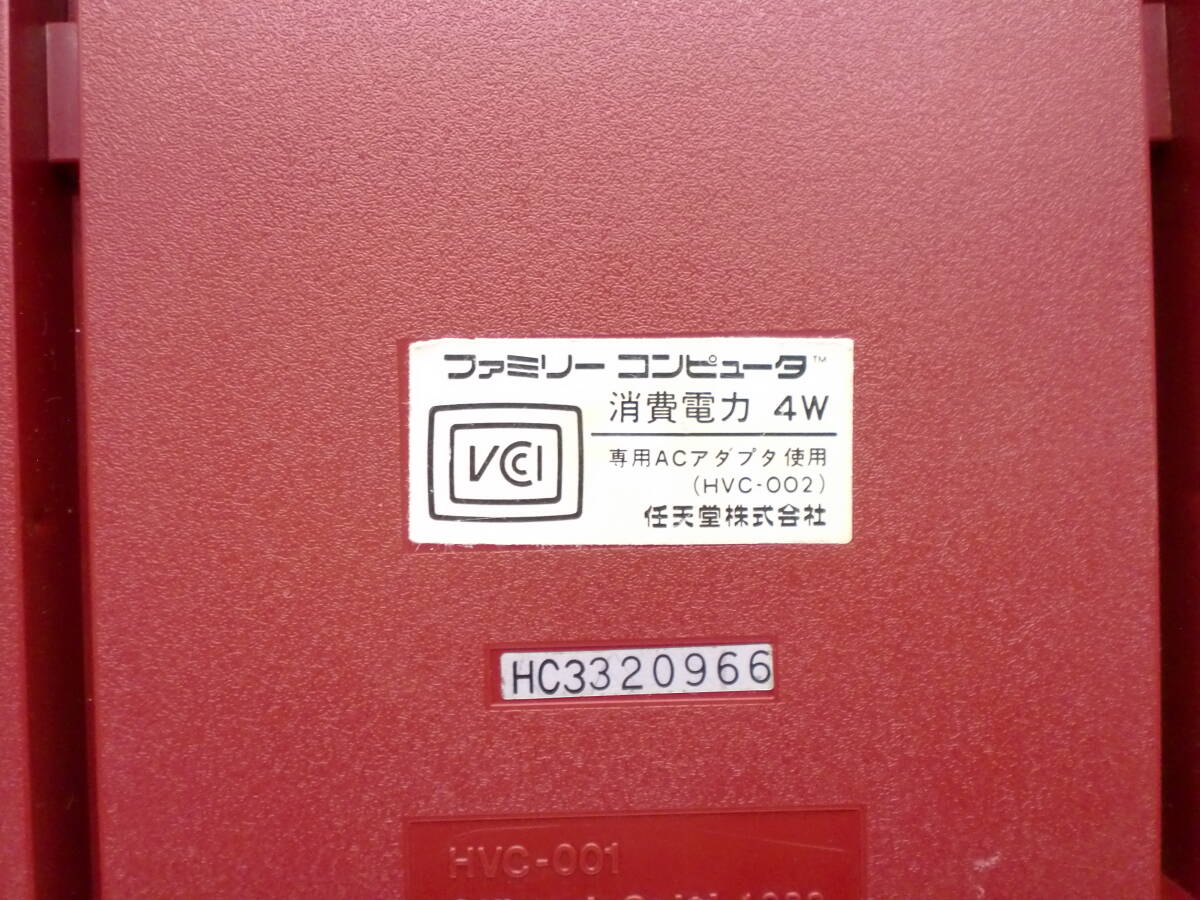 ファミリー コンピュータ™
消費電力 4W
VCCI
専用ACアダプタ使用
(HVC-002)
任天堂株式会社
HC3320966
HVC-001